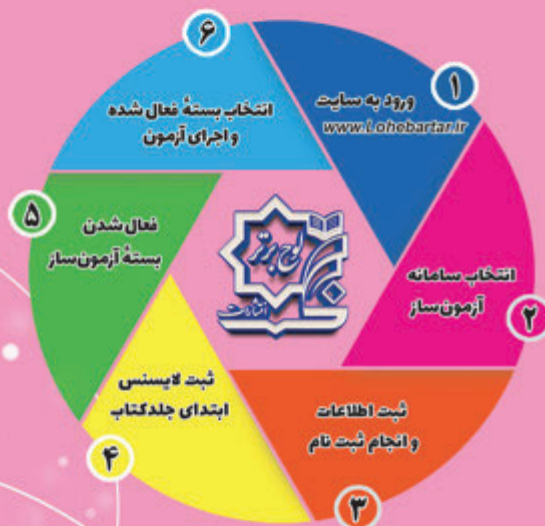 ۱
ورود به سایت
www.Lohebartar.ir
۲
انتخاب سامانه
آزمون‌ساز
۳
ثبت اطلاعات
و انجام ثبت نام
۴
ثبت لایسنس
ابتدای جلدکتاب
۵
فعال شدن
بستهٔ آزمون‌ساز
۶
انتخاب بستهٔ فعال شده
و اجرای آزمون
لوح برتر
انتشارات